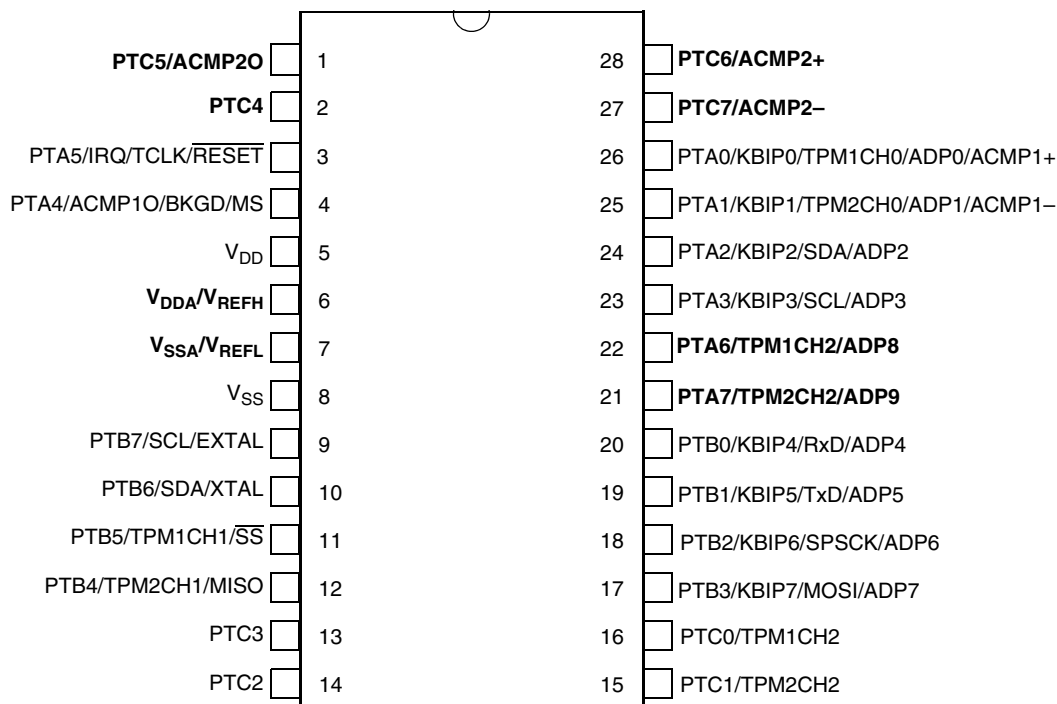 PTC5/ACMP2O 1 28 PTC6/ACMP2+
PTC4 2 27 PTC7/ACMP2–
PTA5/IRQ/TCLK/RESET 3 26 PTA0/KBIP0/TPM1CH0/ADP0/ACMP1+
PTA4/ACMP1O/BKGD/MS 4 25 PTA1/KBIP1/TPM2CH0/ADP1/ACMP1–
VDD 5 24 PTA2/KBIP2/SDA/ADP2
VDDA/VREFH 6 23 PTA3/KBIP3/SCL/ADP3
VSSA/VREFL 7 22 PTA6/TPM1CH2/ADP8
VSS 8 21 PTA7/TPM2CH2/ADP9
PTB7/SCL/EXTAL 9 20 PTB0/KBIP4/RxD/ADP4
PTB6/SDA/XTAL 10 19 PTB1/KBIP5/TxD/ADP5
PTB5/TPM1CH1/SS 11 18 PTB2/KBIP6/SPSCK/ADP6
PTB4/TPM2CH1/MISO 12 17 PTB3/KBIP7/MOSI/ADP7
PTC3 13 16 PTC0/TPM1CH2
PTC2 14 15 PTC1/TPM2CH2